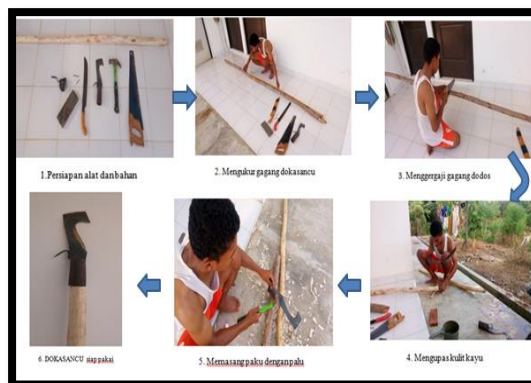 1.Persiapan alat dan bahan
2. Mengukur gagang dokasancu
3. Menggergaji gagang dodos
4. Mengupas kulit kayu
5. Memasang paku dengan palu
6. DOKASANCU siap pakai